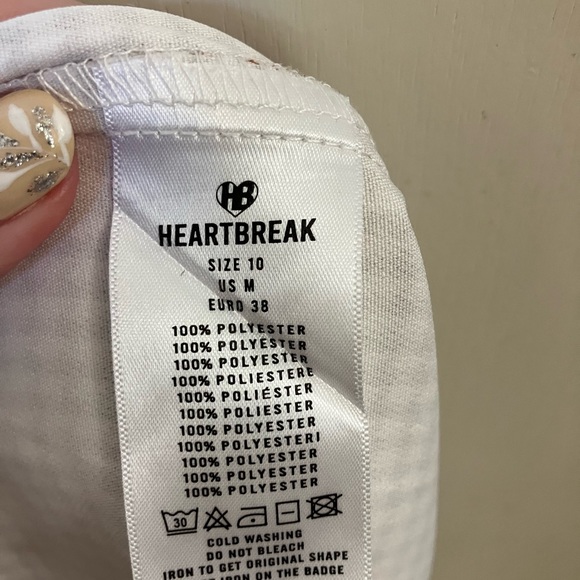 HB
HEARTBREAK
SIZE 10
US M
EURO 38
100% POLYESTER
100% POLYESTER
100% POLYESTER
100% POLIESTERE
100% POLIÉSTER
100% POLIESTER
100% POLYESTER
100% POLYESTERI
100% POLYESTER
100% POLYESTER
100% POLYESTER
30
COLD WASHING
DO NOT BLEACH
IRON TO GET ORIGINAL SHAPE
IRON ON THE BADGE